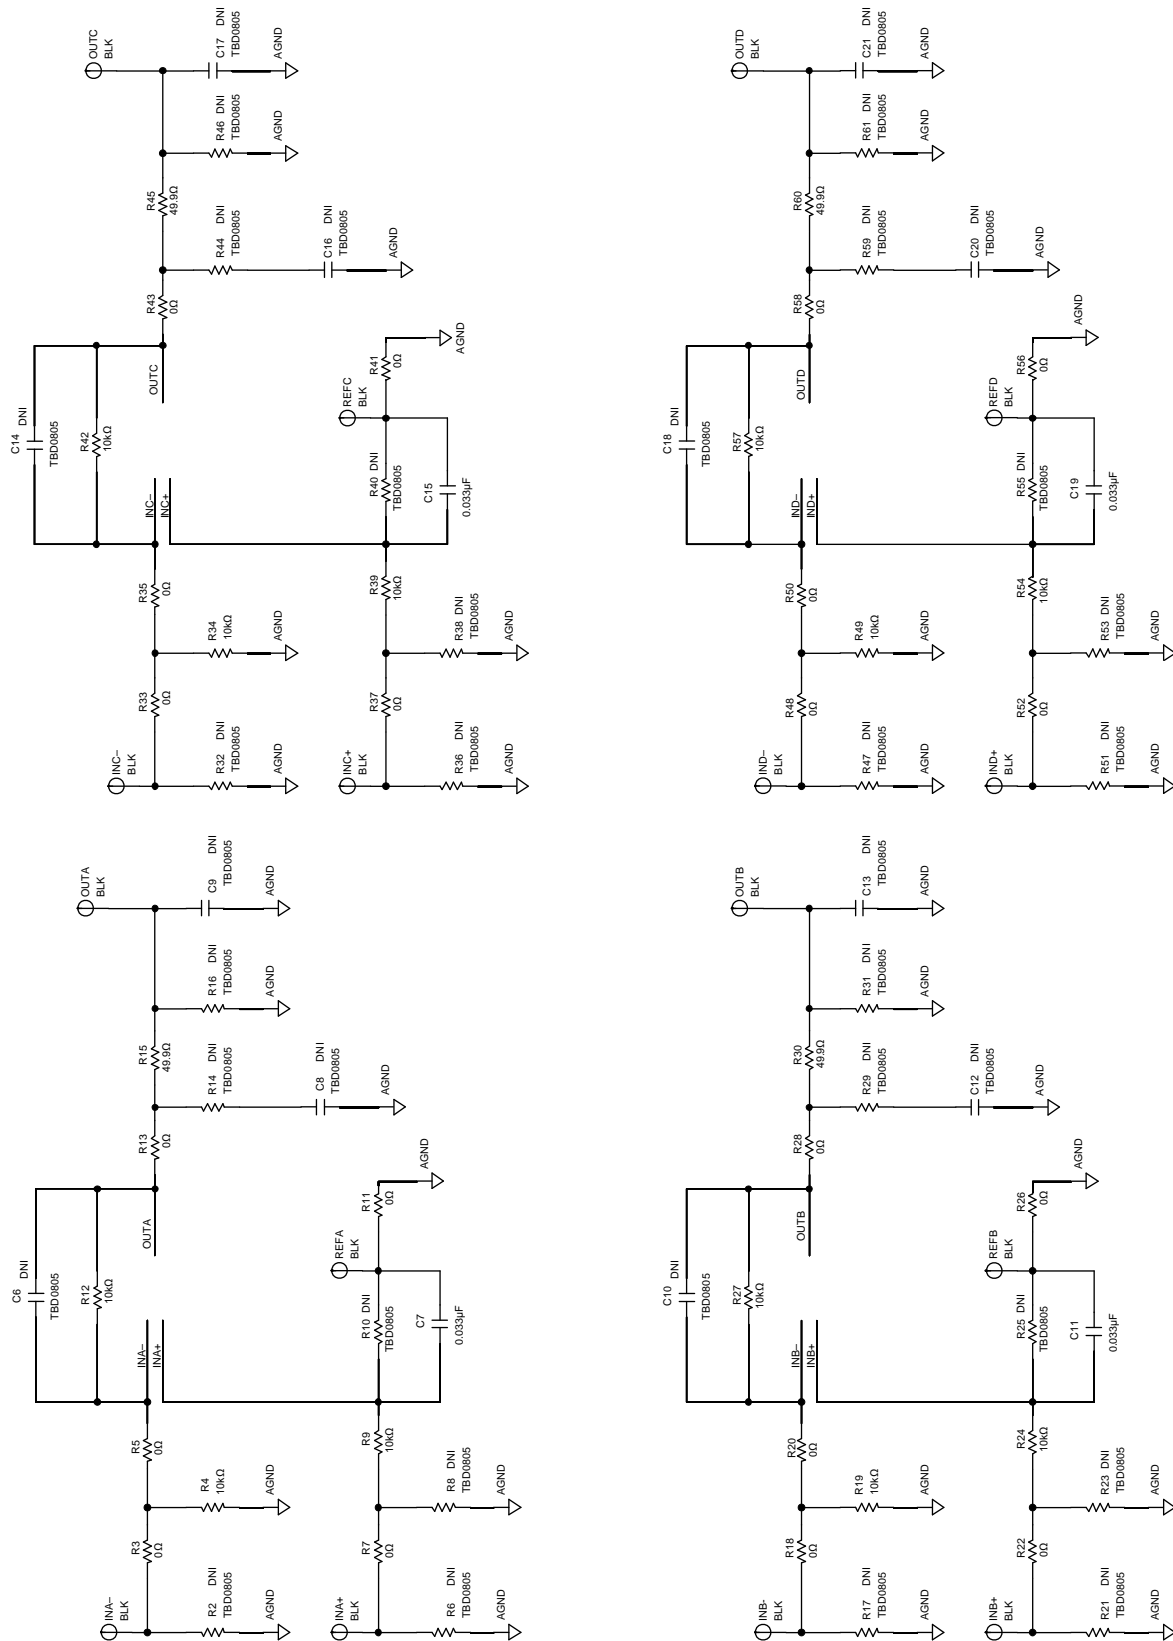 INA–
BLK
R2 DNI
TBD0805
AGND
R3
0Ω
R4
10kΩ
AGND
R5
0Ω
INA–
INA+
C6 DNI
TBD0805
R12
10kΩ
OUTA
R13
0Ω
R14 DNI
TBD0805
C8 DNI
TBD0805
AGND
R15
49.9Ω
R16 DNI
TBD0805
AGND
OUTA
BLK
C9 DNI
TBD0805
AGND
INA+
BLK
R6 DNI
TBD0805
AGND
R7
0Ω
R8 DNI
TBD0805
AGND
R9
10kΩ
R10 DNI
TBD0805
C7
0.033µF
REFA
BLK
R11
0Ω
AGND
INC–
BLK
R32 DNI
TBD0805
AGND
R33
0Ω
R34
10kΩ
AGND
R35
0Ω
INC–
INC+
C14 DNI
TBD0805
R42
10kΩ
OUTC
R43
0Ω
R44 DNI
TBD0805
C16 DNI
TBD0805
AGND
R45
49.9Ω
R46 DNI
TBD0805
AGND
OUTC
BLK
C17 DNI
TBD0805
AGND
INC+
BLK
R36 DNI
TBD0805
AGND
R37
0Ω
R38 DNI
TBD0805
AGND
R39
10kΩ
R40 DNI
TBD0805
C15
0.033µF
REFC
BLK
R41
0Ω
AGND
INB-
BLK
R17 DNI
TBD0805
AGND
R18
0Ω
R19
10kΩ
AGND
R20
0Ω
INB–
INB+
C10 DNI
TBD0805
R27
10kΩ
OUTB
R28
0Ω
R29 DNI
TBD0805
C12 DNI
TBD0805
AGND
R30
49.9Ω
R31 DNI
TBD0805
AGND
OUTB
BLK
C13 DNI
TBD0805
AGND
INB+
BLK
R21 DNI
TBD0805
AGND
R22
0Ω
R23 DNI
TBD0805
AGND
R24
10kΩ
R25 DNI
TBD0805
C11
0.033µF
REFB
BLK
R26
0Ω
AGND
IND–
BLK
R47 DNI
TBD0805
AGND
R48
0Ω
R49
10kΩ
AGND
R50
0Ω
IND–
IND+
C18 DNI
TBD0805
R57
10kΩ
OUTD
R58
0Ω
R59 DNI
TBD0805
C20 DNI
TBD0805
AGND
R60
49.9Ω
R61 DNI
TBD0805
AGND
OUTD
BLK
C21 DNI
TBD0805
AGND
IND+
BLK
R51 DNI
TBD0805
AGND
R52
0Ω
R53 DNI
TBD0805
AGND
R54
10kΩ
R55 DNI
TBD0805
C19
0.033µF
REFD
BLK
R56
0Ω
AGND